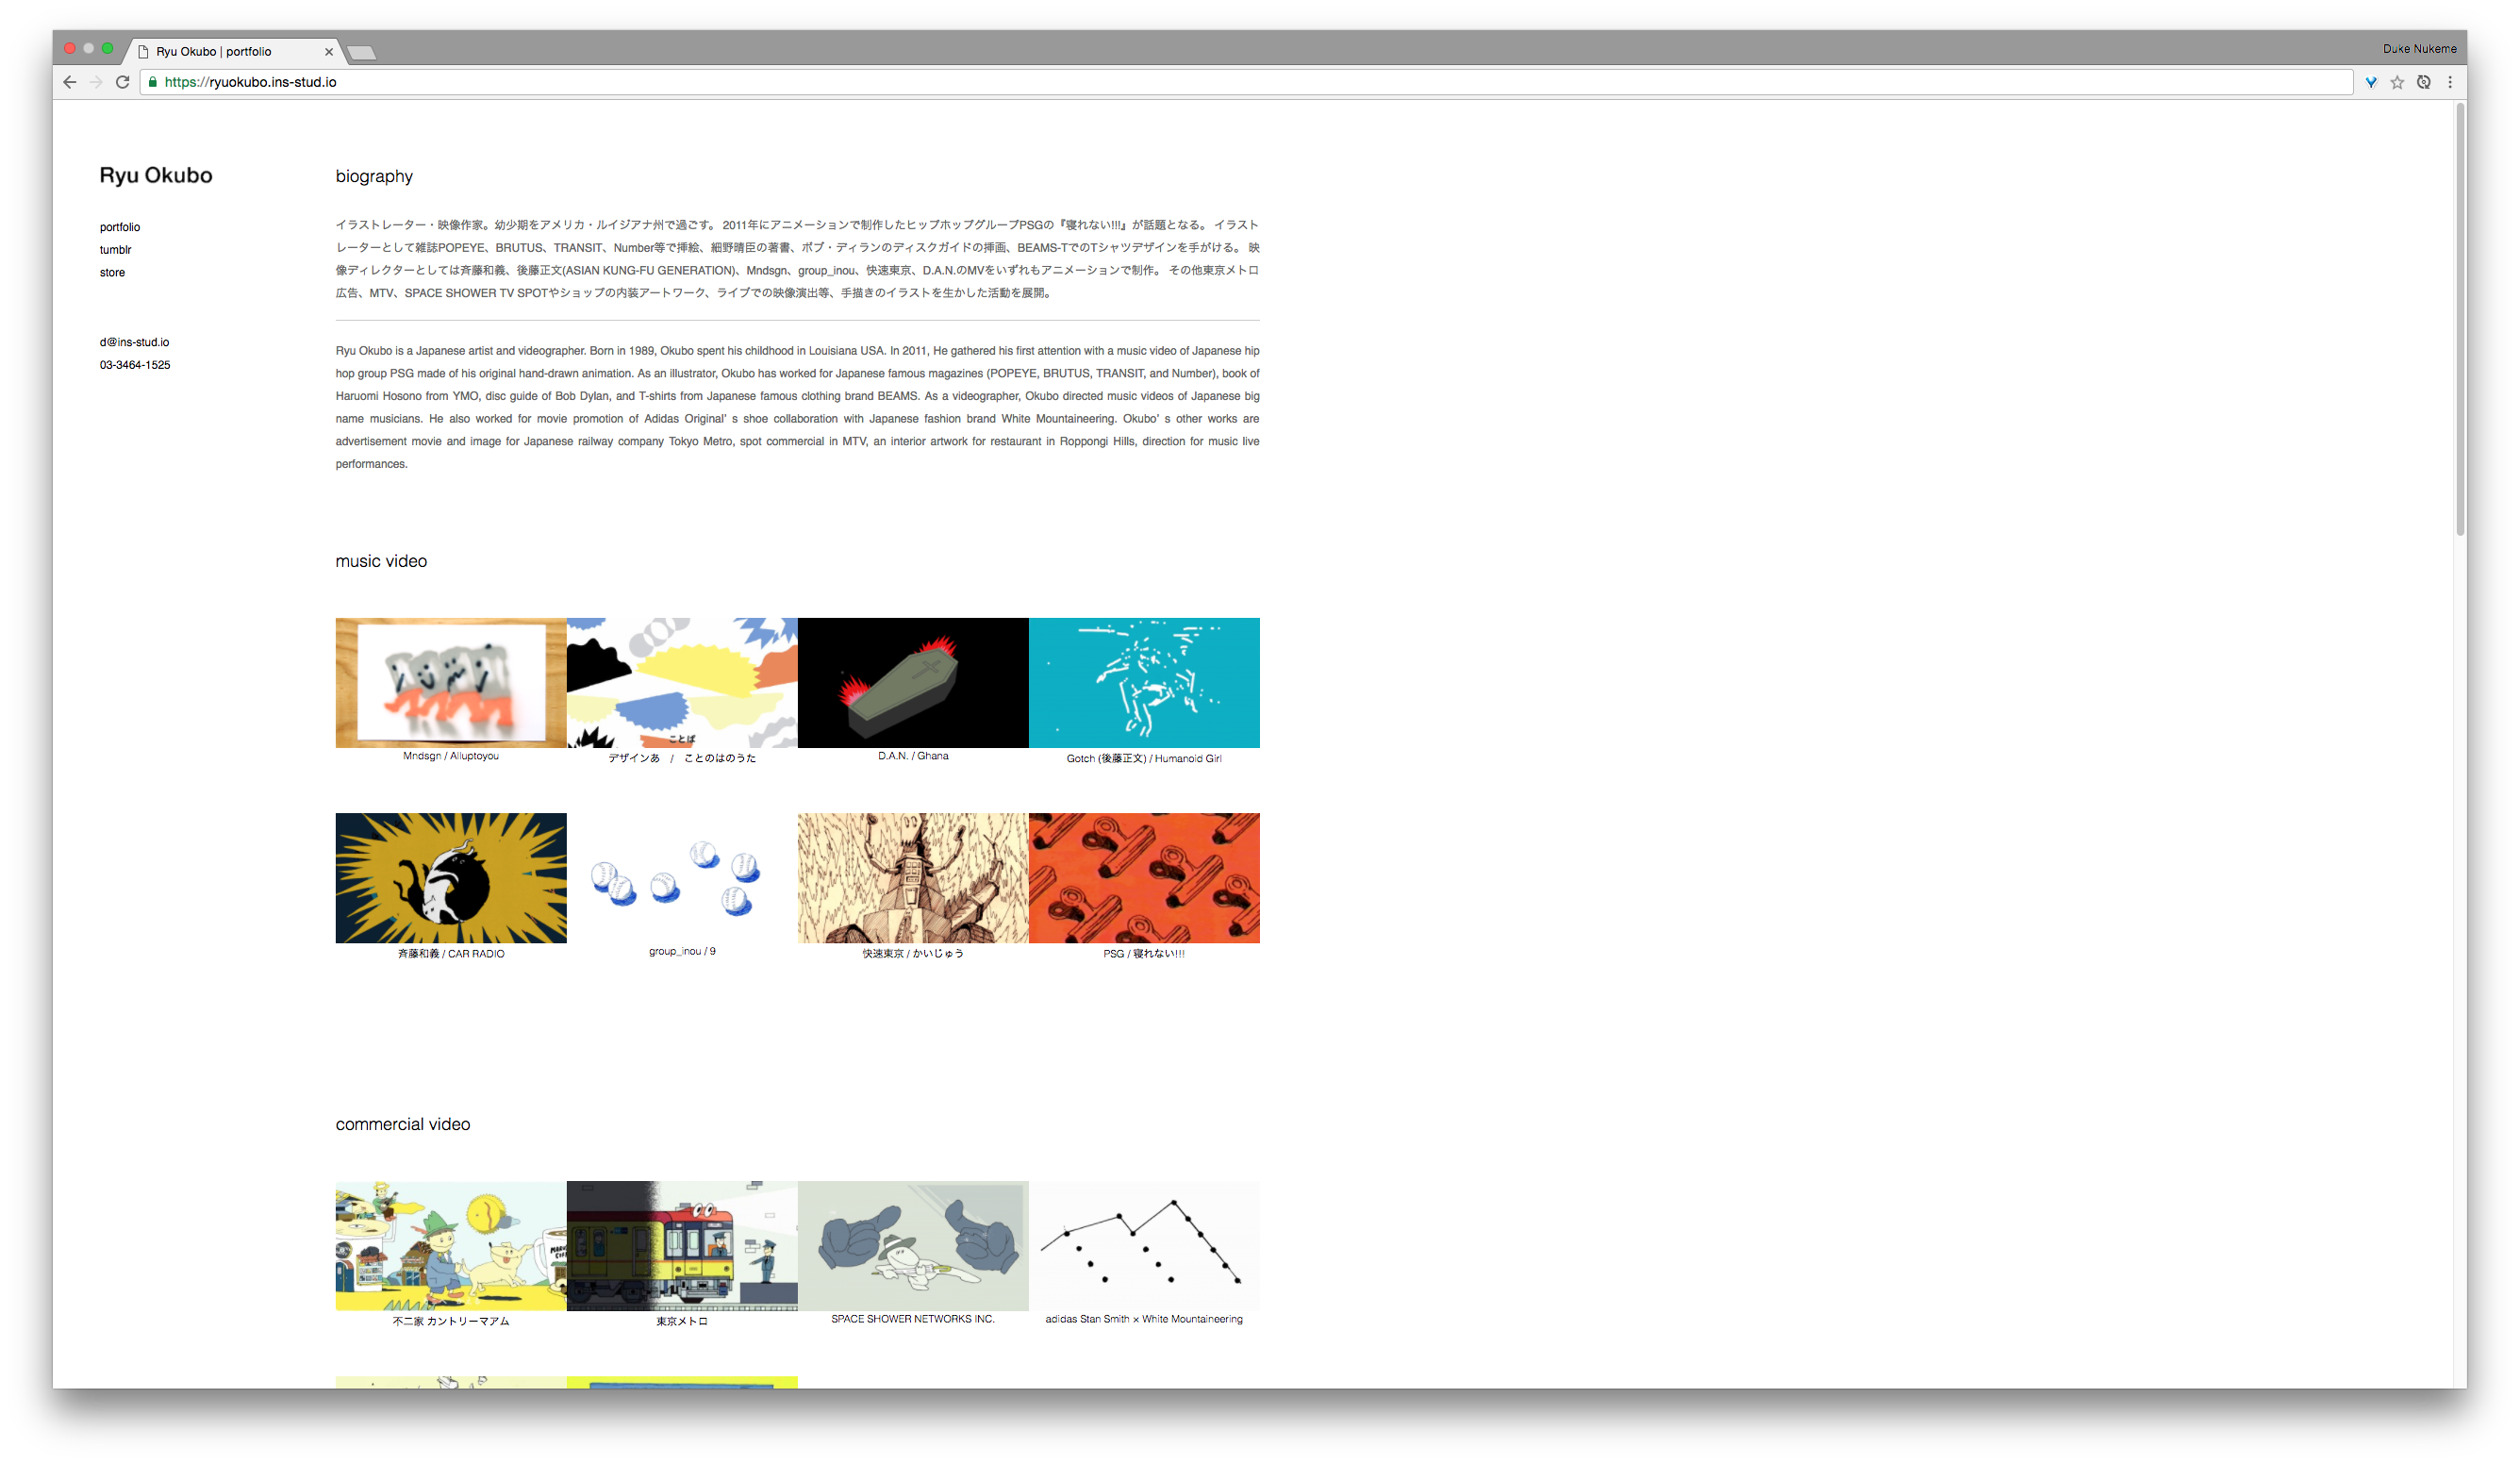 Ryu Okubo | portfolio
Duke Nukeme
https://ryuokubo.ins-stud.io
Ryu Okubo
portfolio
tumblr
store
d@ins-stud.io
03-3464-1525
biography
イラストレーター・映像作家。幼少期をアメリカ・ルイジアナ州で過ごす。 2011年にアニメーションで制作したヒップホップグループPSGの『寝れない!!!』が話題となる。 イラスト
レーターとして雑誌POPEYE、BRUTUS、TRANSIT、Number等で挿絵、細野晴臣の著書、ボブ・ディランのディスクガイドの挿画、BEAMS-TでのTシャツデザインを手がける。 映
像ディレクターとしては斉藤和義、後藤正文(ASIAN KUNG-FU GENERATION)、Mndsgn、group_inou、快速東京、D.A.N.のMVをいずれもアニメーションで制作。 その他東京メトロ
広告、MTV、SPACE SHOWER TV SPOTやショップの内装アートワーク、ライブでの映像演出等、手描きのイラストを生かした活動を展開。
Ryu Okubo is a Japanese artist and videographer. Born in 1989, Okubo spent his childhood in Louisiana USA. In 2011, He gathered his first attention with a music video of Japanese hip
hop group PSG made of his original hand-drawn animation. As an illustrator, Okubo has worked for Japanese famous magazines (POPEYE, BRUTUS, TRANSIT, and Number), book of
Haruomi Hosono from YMO, disc guide of Bob Dylan, and T-shirts from Japanese famous clothing brand BEAMS. As a videographer, Okubo directed music videos of Japanese big
name musicians. He also worked for movie promotion of Adidas Original’ s shoe collaboration with Japanese fashion brand White Mountaineering. Okubo’ s other works are
advertisement movie and image for Japanese railway company Tokyo Metro, spot commercial in MTV, an interior artwork for restaurant in Roppongi Hills, direction for music live
performances.
music video
ことば
Mndsgn / Alluptoyou
デザインあ　/　ことのはのうた
D.A.N. / Ghana
Gotch (後藤正文) / Humanoid Girl
斉藤和義 / CAR RADIO
group_inou / 9
快速東京 / かいじゅう
PSG / 寝れない!!!
commercial video
不二家 カントリーマアム
東京メトロ
SPACE SHOWER NETWORKS INC.
adidas Stan Smith × White Mountaineering